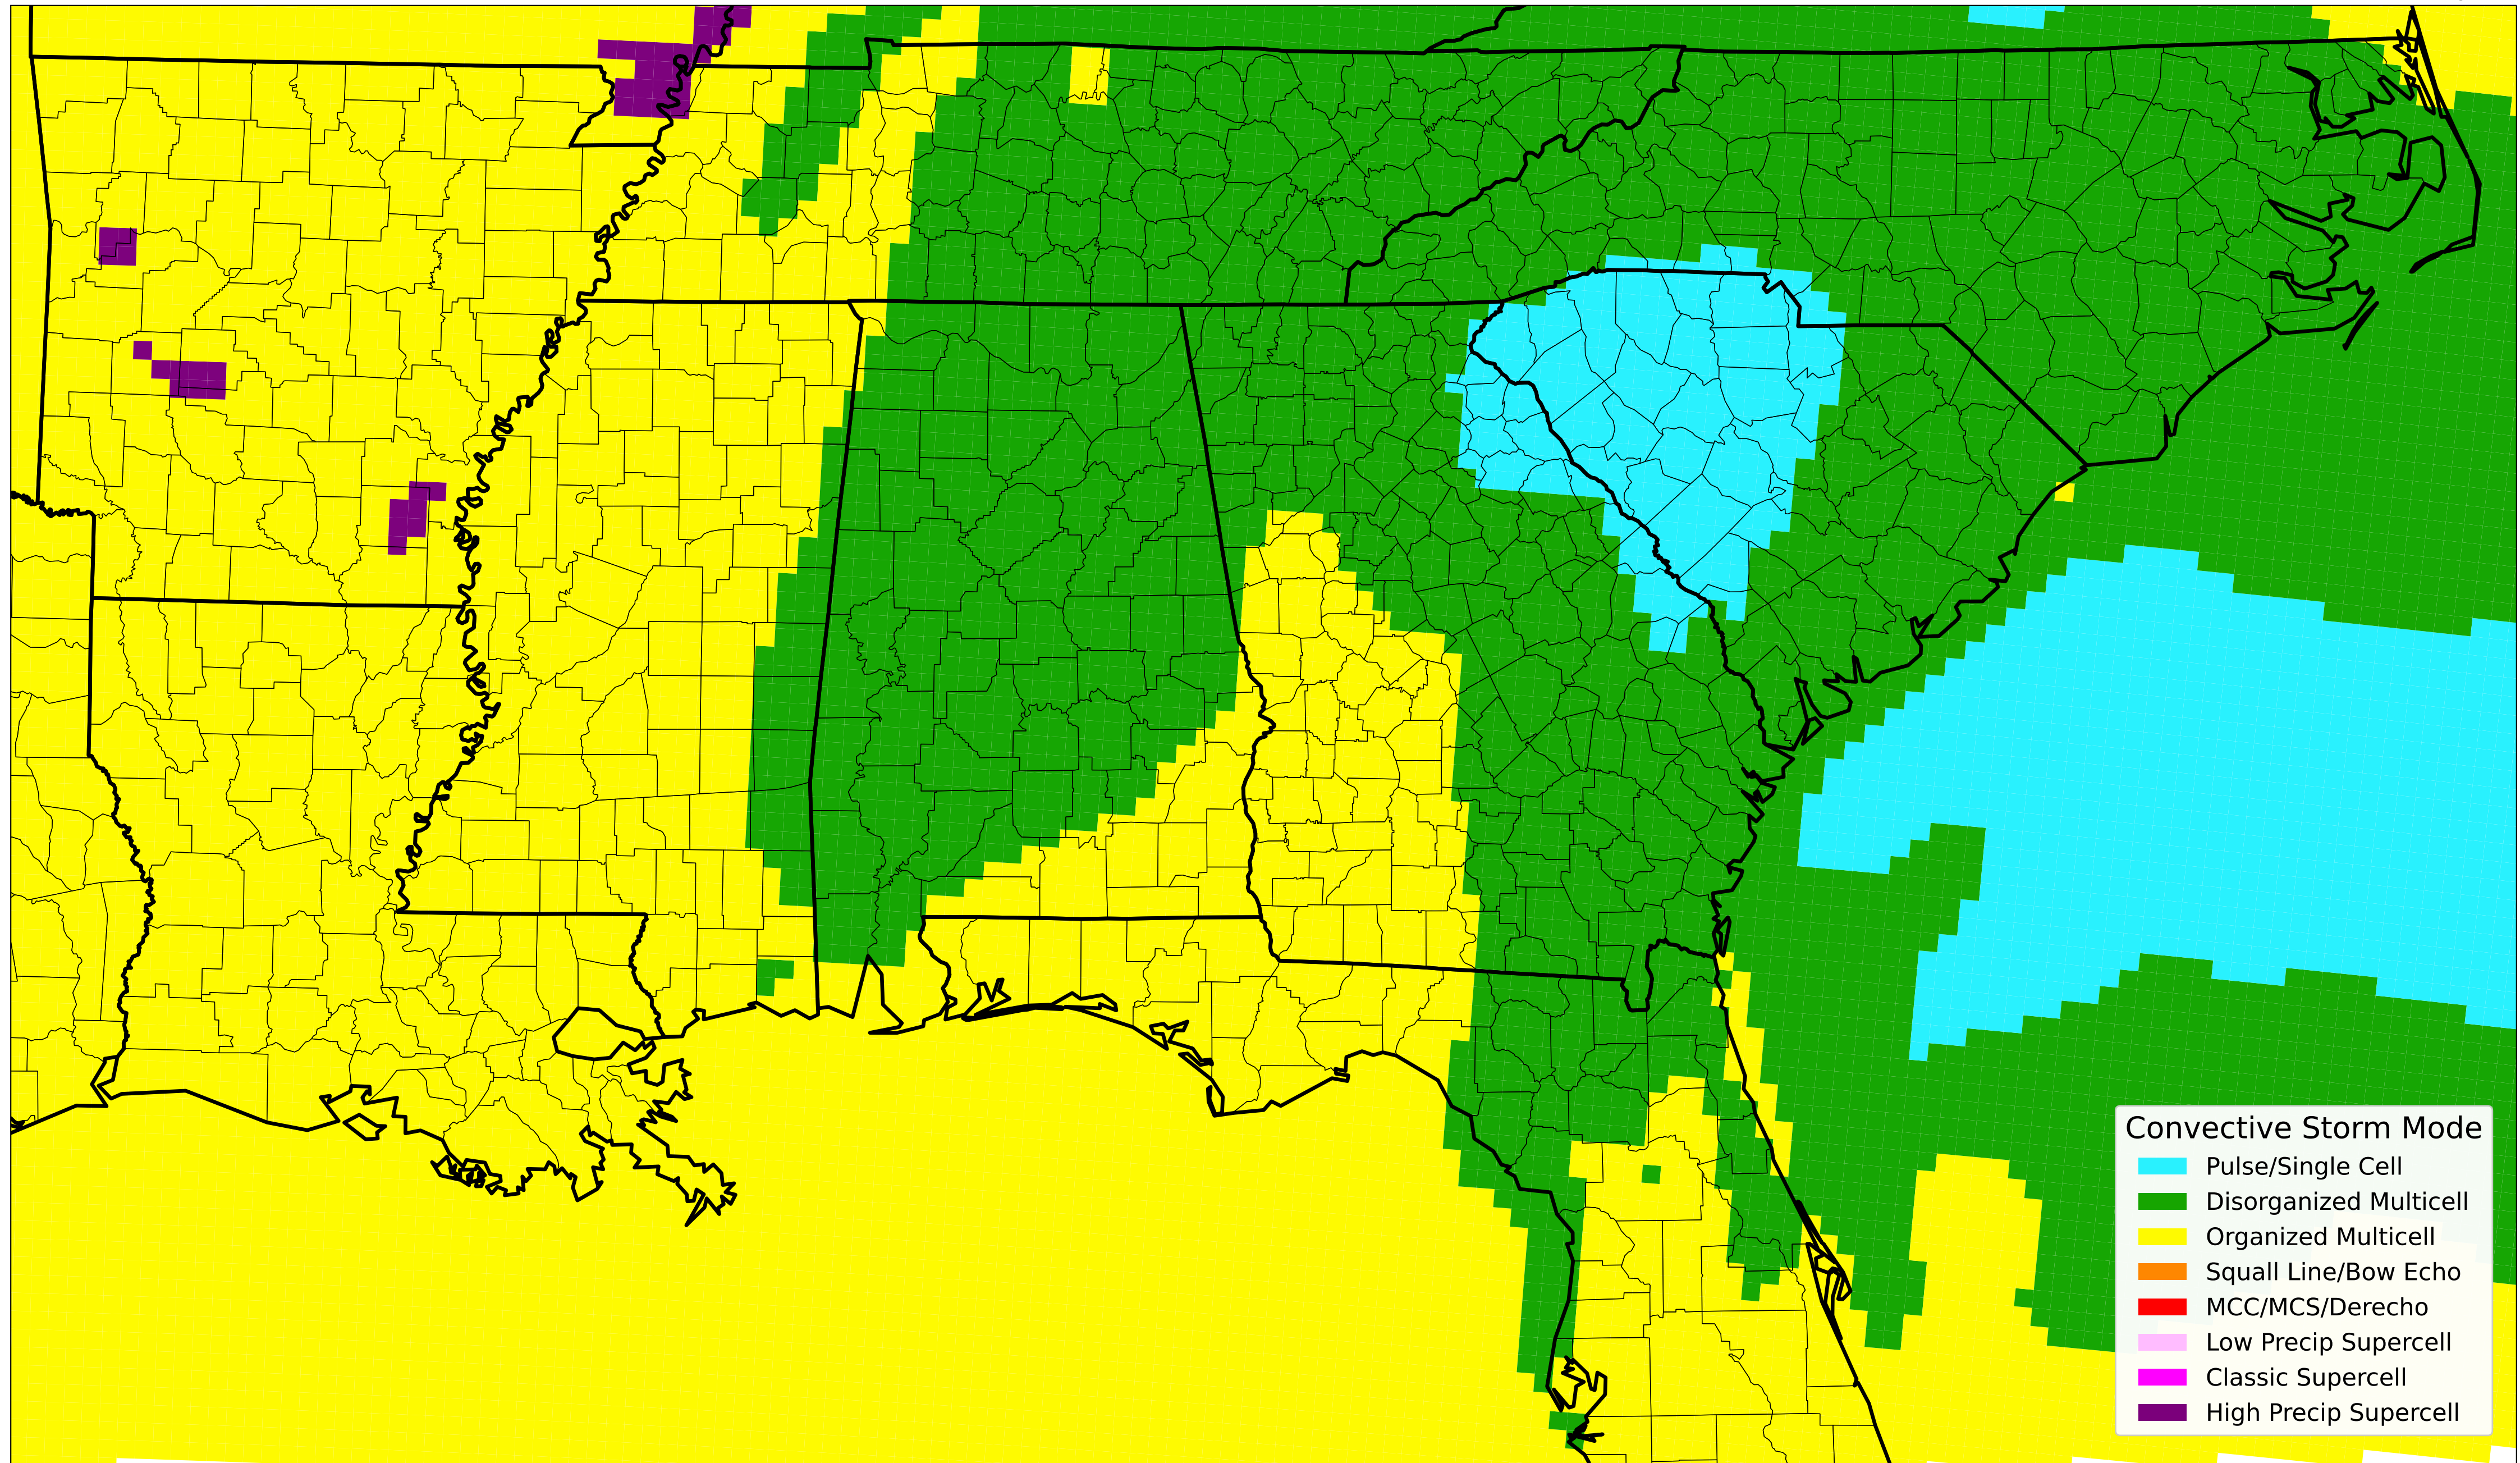 Convective Storm Mode
Pulse/Single Cell
Disorganized Multicell
Organized Multicell
Squall Line/Bow Echo
MCC/MCS/Derecho
Low Precip Supercell
Classic Supercell
High Precip Supercell